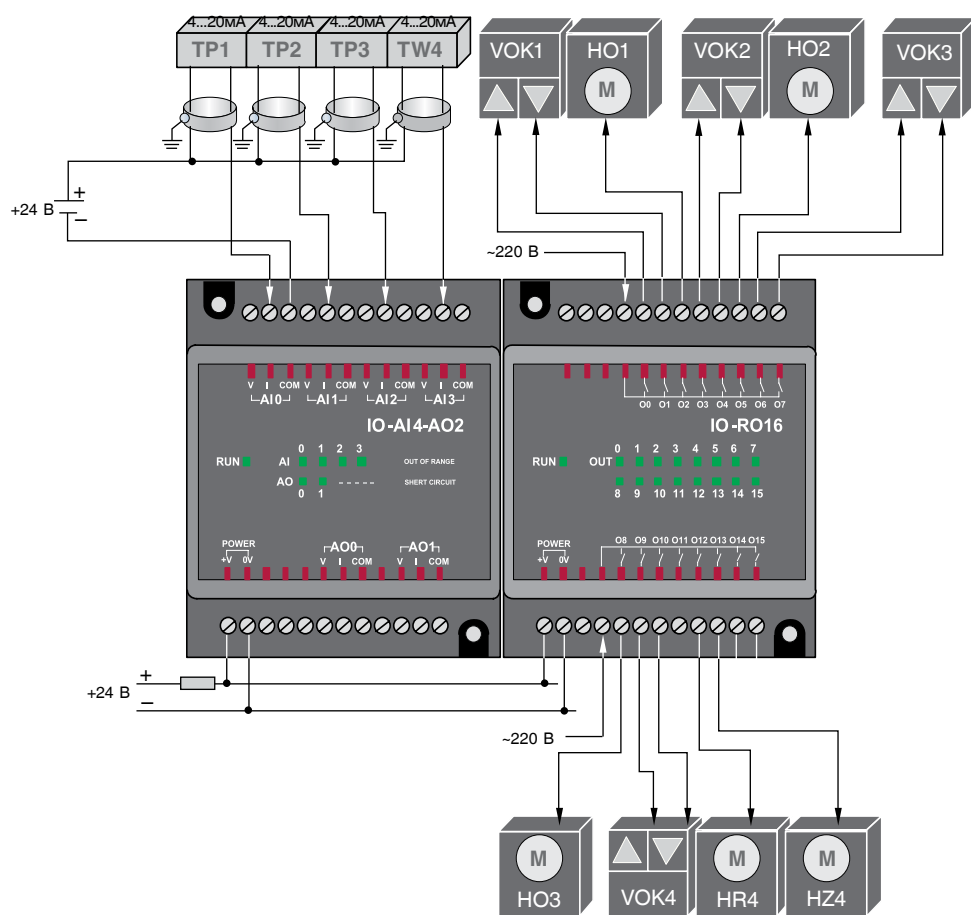 4...20мА 4...20мА 4...20мА 4...20мА
TP1 TP2 TP3 TW4
VOK1 HO1 VOK2 HO2 VOK3
M M
+
+24 В
−
~220 В
V I COM V I COM V I COM V I COM
AI0 AI1 AI2 AI3
IO-AI4-AO2
0 1 2 3
RUN AI OUT OF RANGE
AO ------ SHERT CIRCUIT
0 1
POWER AO0 AO1
+V 0V V I COM V I COM
O0 O1 O2 O3 O4 O5 O6 O7
IO-RO16
0 1 2 3 4 5 6 7
RUN OUT
8 9 10 11 12 13 14 15
POWER O8 O9 O10 O11 O12 O13 O14 O15
+V 0V
+
+24 В
−
~220 В
M M M
HO3 VOK4 HR4 HZ4